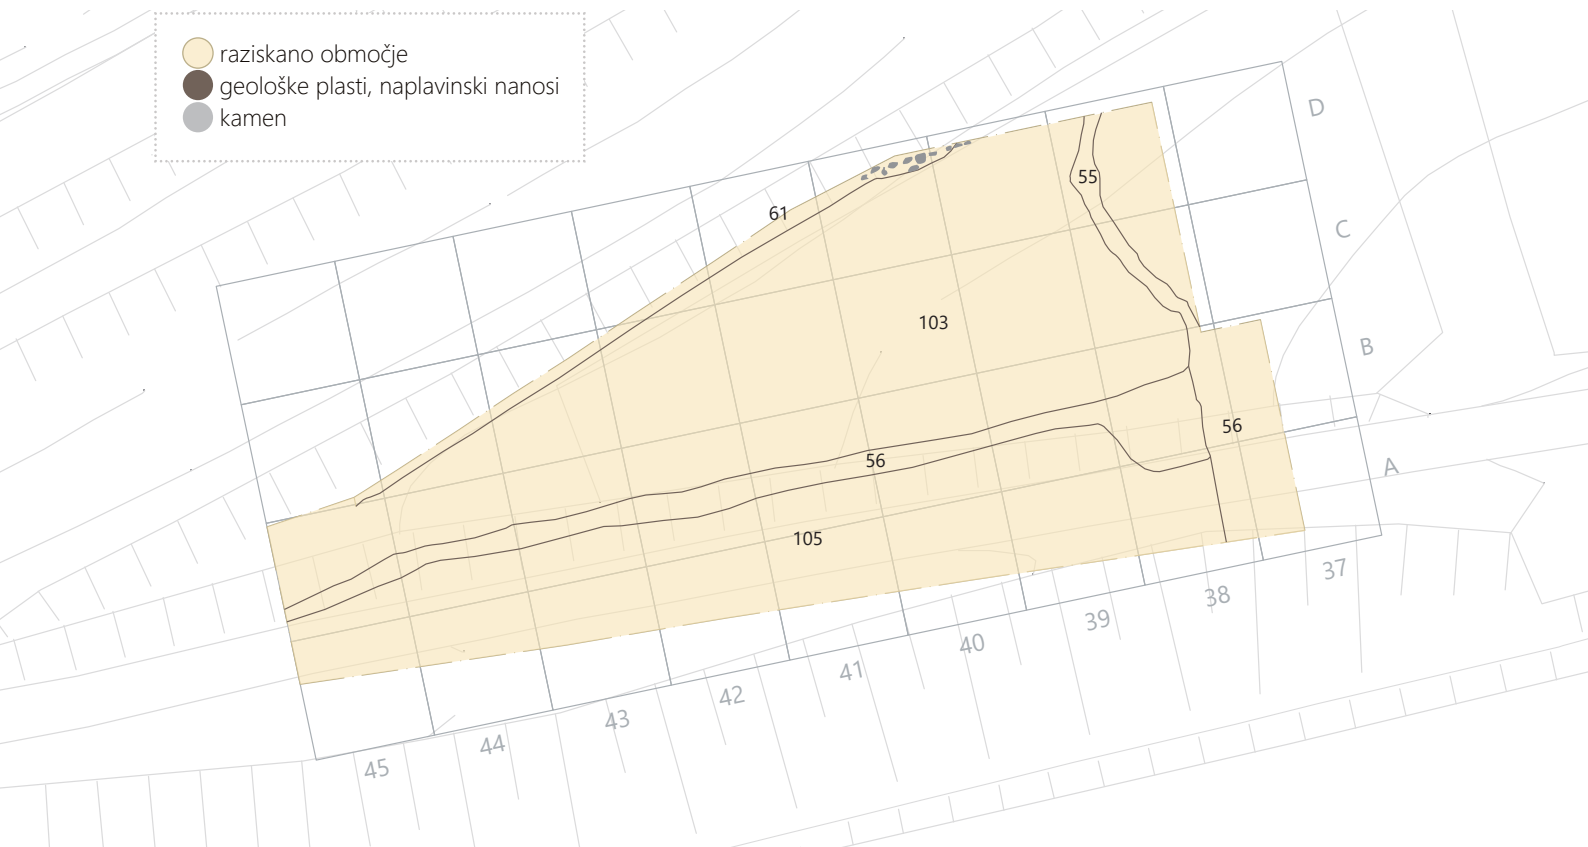 raziskano območje
geološke plasti, naplavinski nanosi
kamen
D
55
61
C
103
B
56
56
A
105
37
38
39
40
41
42
43
44
45